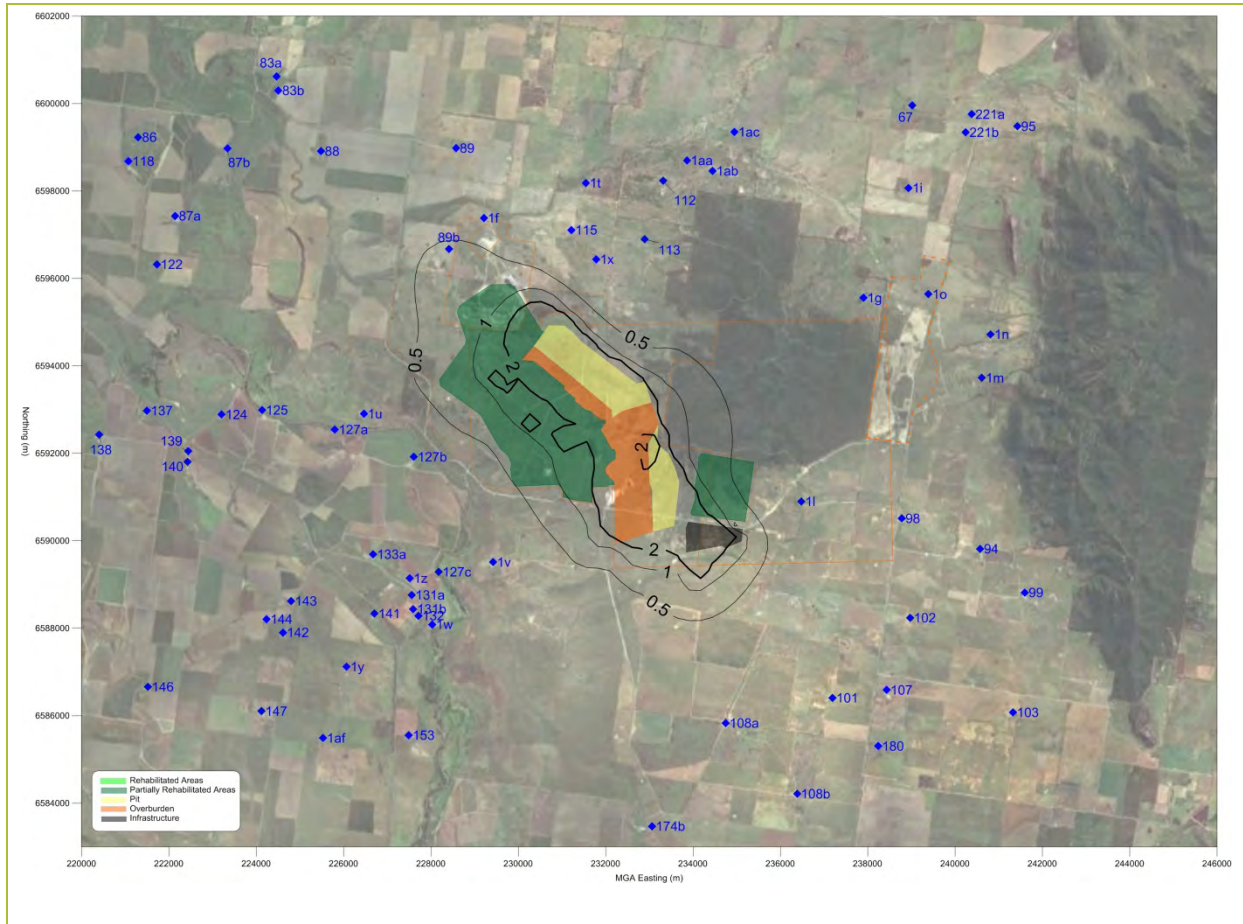 6602000
83a
83b
6600000
67
221a
95
221b
1ac
86
118
87b
88
89
1aa
1ab
1t
112
1i
6598000
87a
1f
115
113
89b
1x
122
6596000
1g
1o
1
0.5
0.5
1n
6594000
2
1m
137
124
125
1u
138
139
127a
6592000
140
127b
2
1l
98
6590000
133a
1v
2
94
1z
127c
1
131a
0.5
99
143
131b
144
141
132
102
6588000
142
1w
1y
146
101
107
147
108a
103
6586000
1af
153
180
108b
6584000
174b
Northing (m)
Rehabilitated Areas
Partially Rehabilitated Areas
Pit
Overburden
Infrastructure
220000 222000 224000 226000 228000 230000 232000 234000 236000 238000 240000 242000 244000 246000
MGA Easting (m)